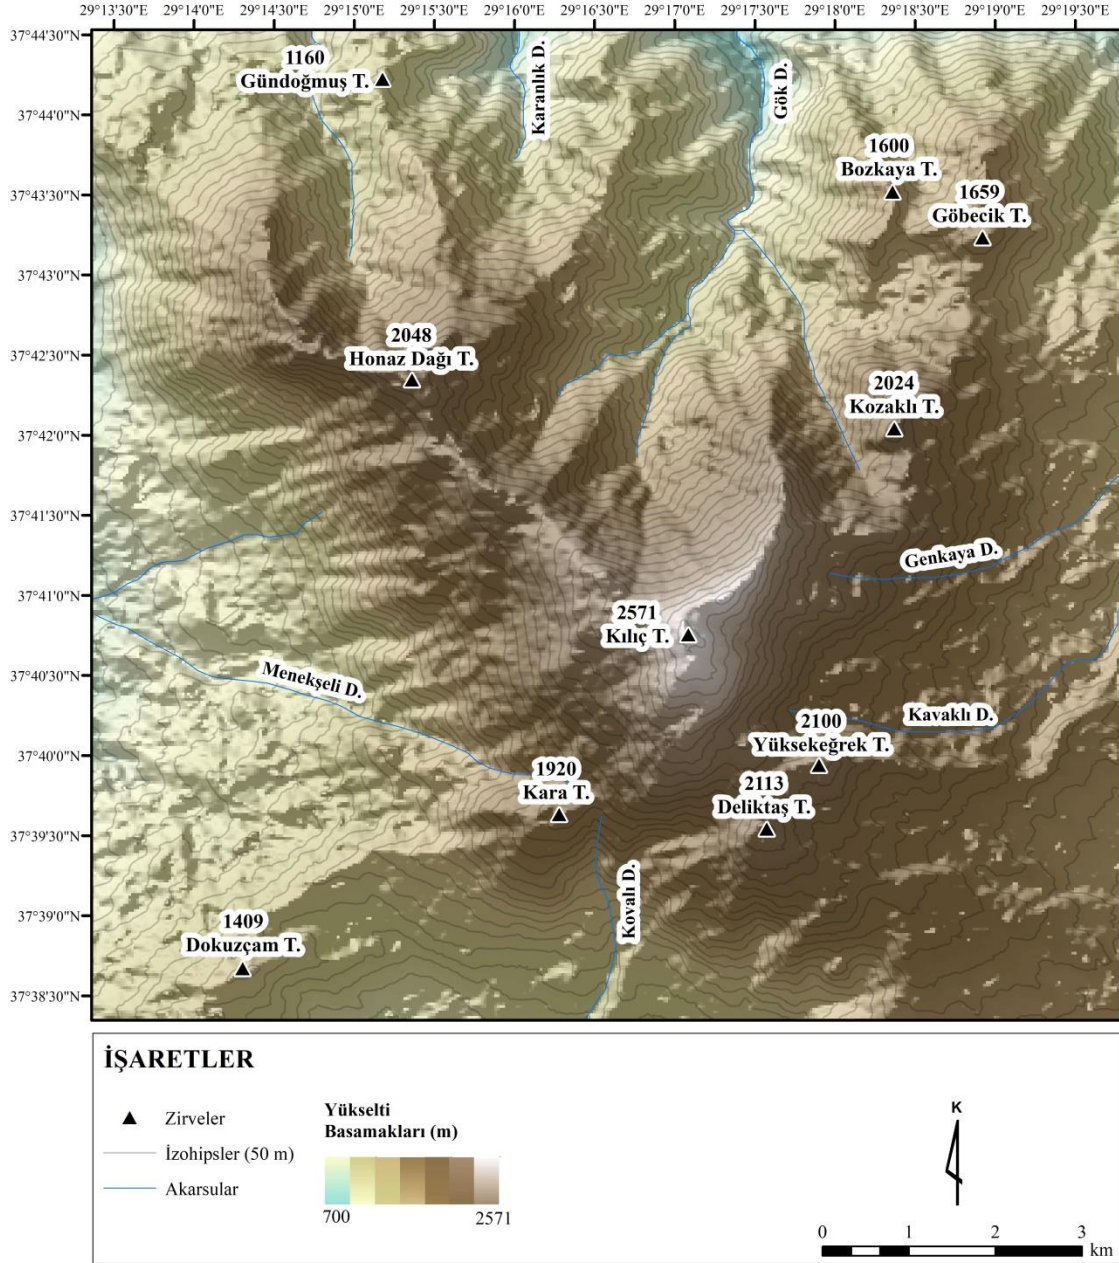 29°13'30"E 29°14'0"E 29°14'30"E 29°15'0"E 29°15'30"E 29°16'0"E 29°16'30"E 29°17'0"E 29°17'30"E 29°18'0"E 29°18'30"E 29°19'0"E 29°19'30"E
37°44'30"N
37°44'0"N
37°43'30"N
37°43'0"N
37°42'30"N
37°42'0"N
37°41'30"N
37°41'0"N
37°40'30"N
37°40'0"N
37°39'30"N
37°39'0"N
37°38'30"N
1160
Gündoğmuş T.
Karanlık D.
Gök D.
1600
Bozkaya T.
1659
Göbecik T.
2048
Honaz Dağı T.
2024
Kozaklı T.
Genkaya D.
2571
Kılıç T.
Menekşeli D.
Kavaklı D.
2100
Yüksekeğrek T.
1920
Kara T.
2113
Deliktaş T.
Kovalı D.
1409
Dokuzçam T.
İŞARETLER
Zirveler
İzohipsler (50 m)
Akarsular
Yükselti
Basamakları (m)
700 2571
K
0 1 2 3
km